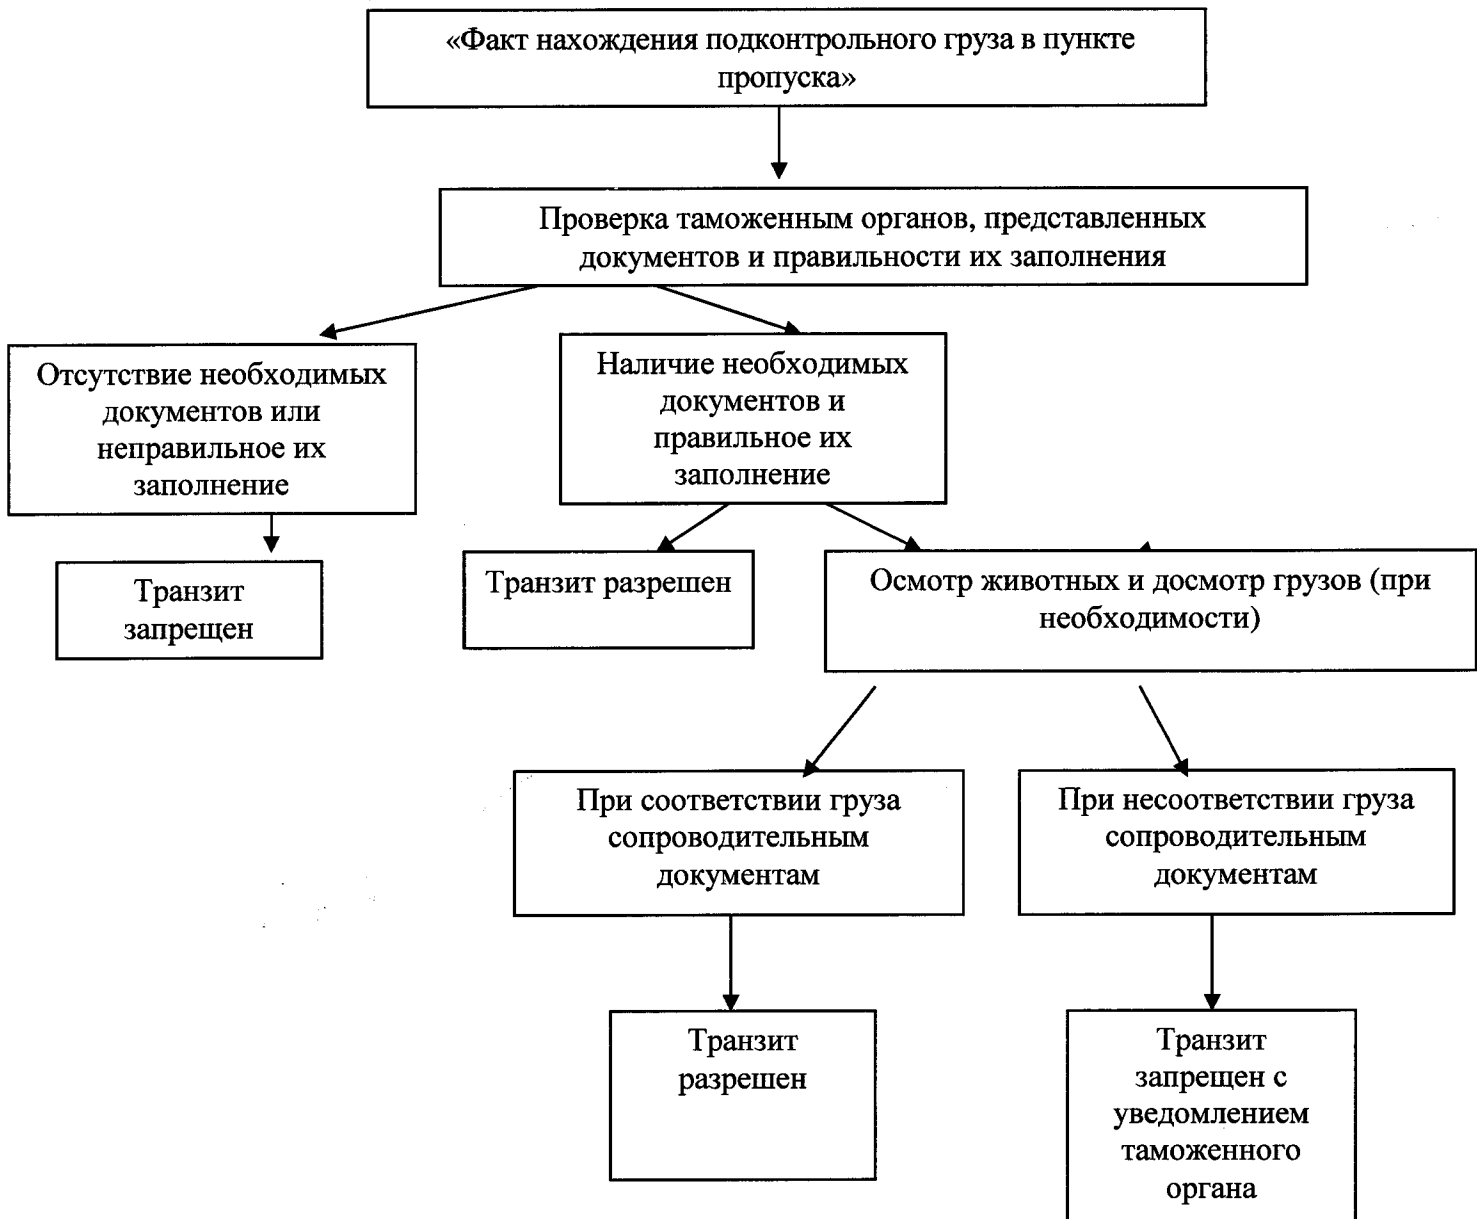 «Факт нахождения подконтрольного груза в пункте
пропуска»
Проверка таможенным органов, представленных
документов и правильности их заполнения
Отсутствие необходимых
документов или
неправильное их
заполнение
Наличие необходимых
документов и
правильное их
заполнение
Транзит
запрещен
Транзит разрешен
Осмотр животных и досмотр грузов (при
необходимости)
При соответствии груза
сопроводительным
документам
При несоответствии груза
сопроводительным
документам
Транзит
разрешен
Транзит
запрещен с
уведомлением
таможенного
органа